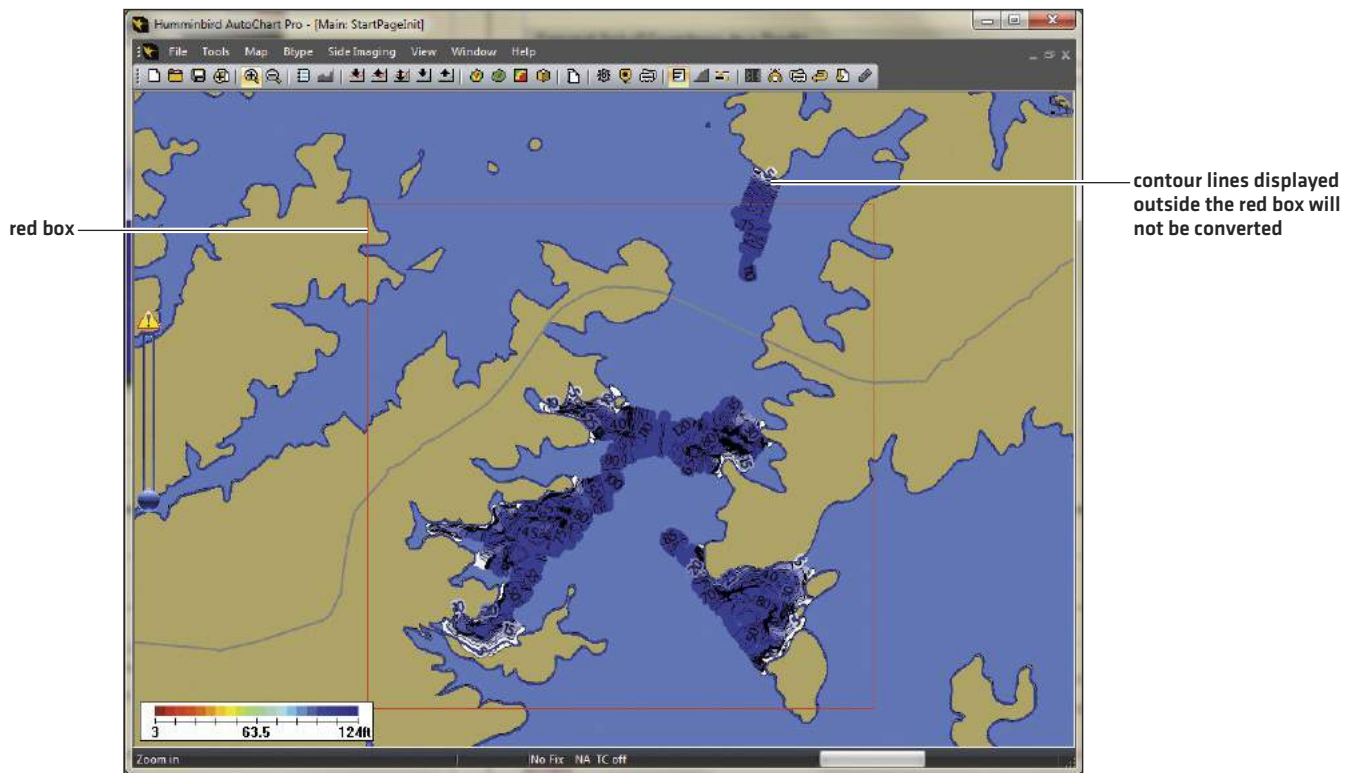 Humminbird AutoChart Pro - [Main: StartPageInit]
File Tools Map Btype Side Imaging View Window Help
red box
contour lines displayed
outside the red box will
not be converted
3 63.5 124ft
Zoom in
No Fix NA TC off